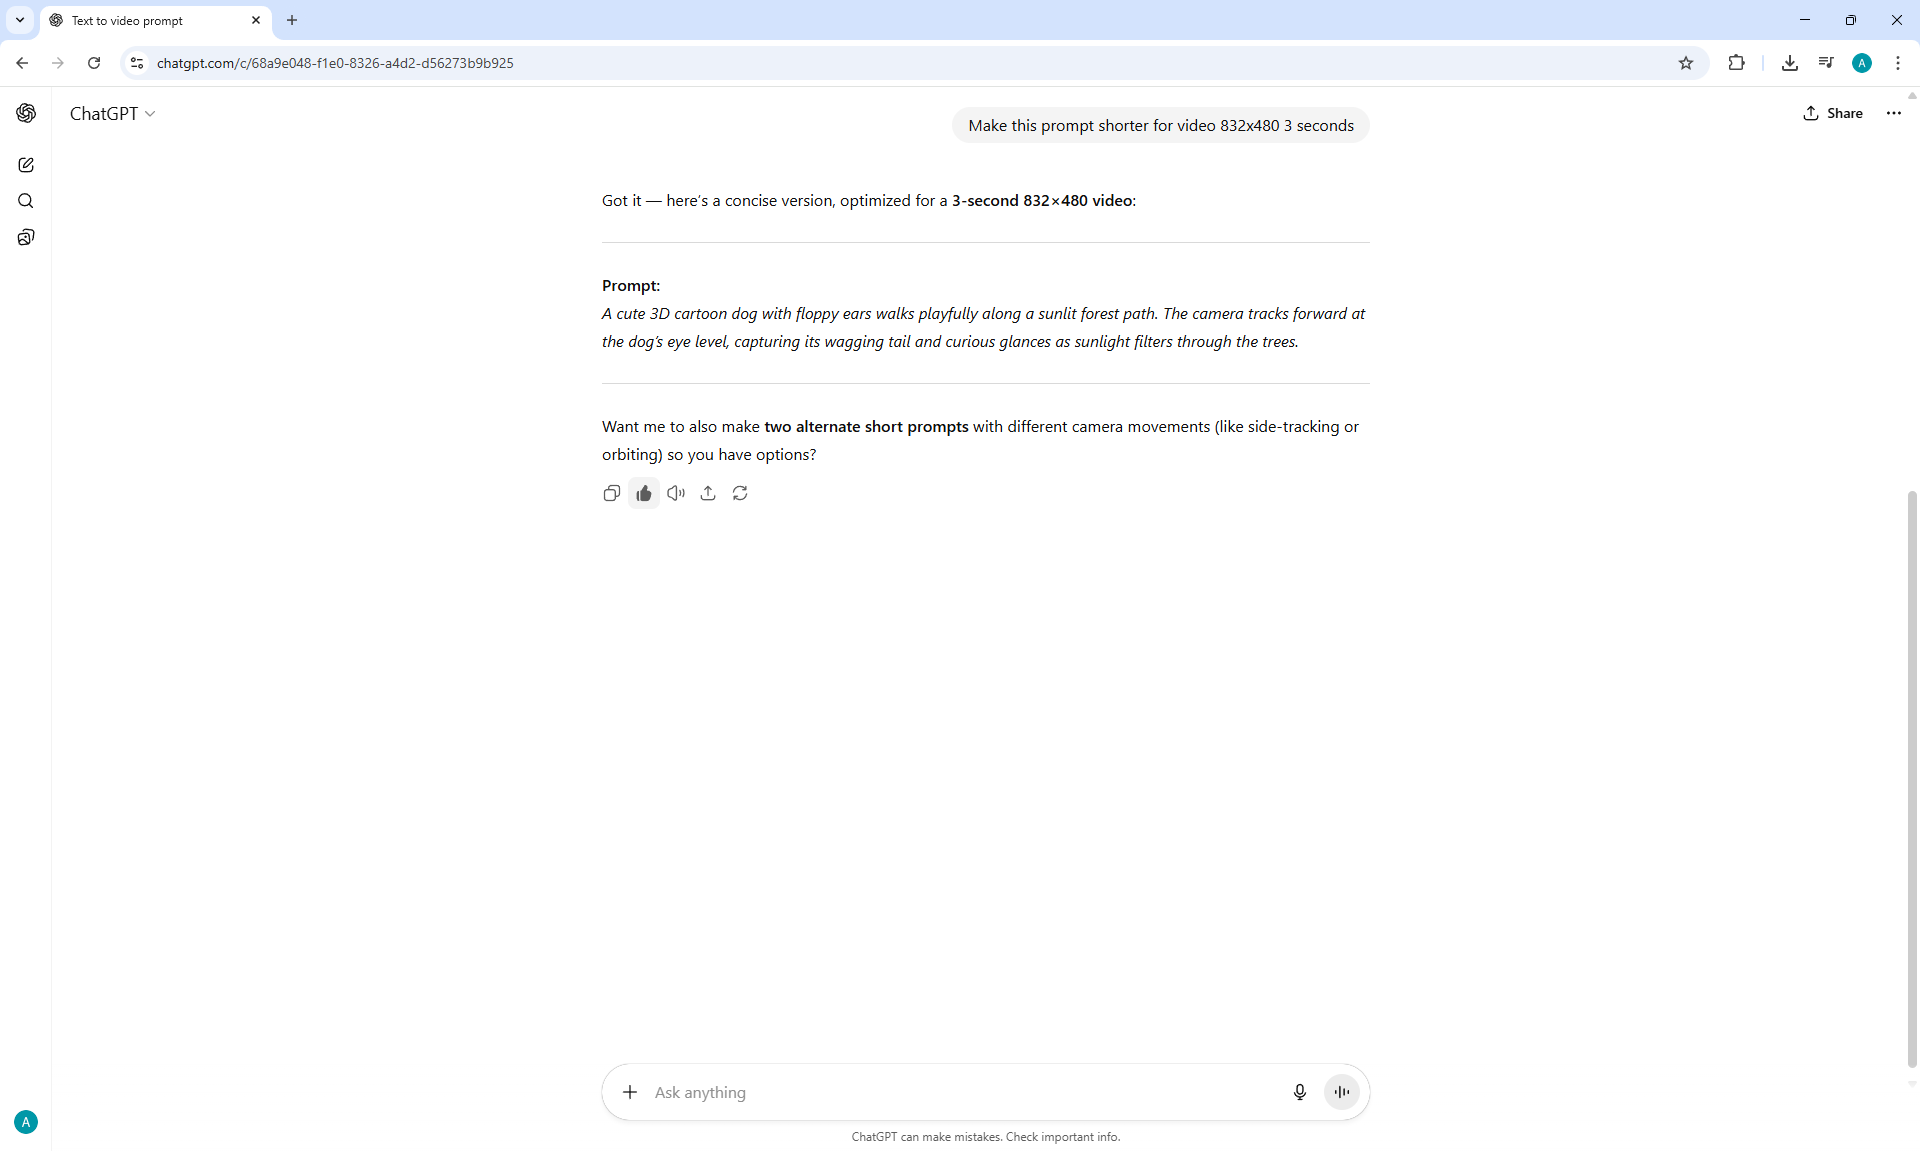 Text to video prompt
chatgpt.com/c/68a9e048-f1e0-8326-a4d2-d56273b9b925
A
ChatGPT
Share
Make this prompt shorter for video 832x480 3 seconds
Got it — here's a concise version, optimized for a 3-second 832×480 video:
Prompt:
A cute 3D cartoon dog with floppy ears walks playfully along a sunlit forest path. The camera tracks forward at
the dog's eye level, capturing its wagging tail and curious glances as sunlight filters through the trees.
Want me to also make two alternate short prompts with different camera movements (like side-tracking or
orbiting) so you have options?
Ask anything
A
ChatGPT can make mistakes. Check important info.